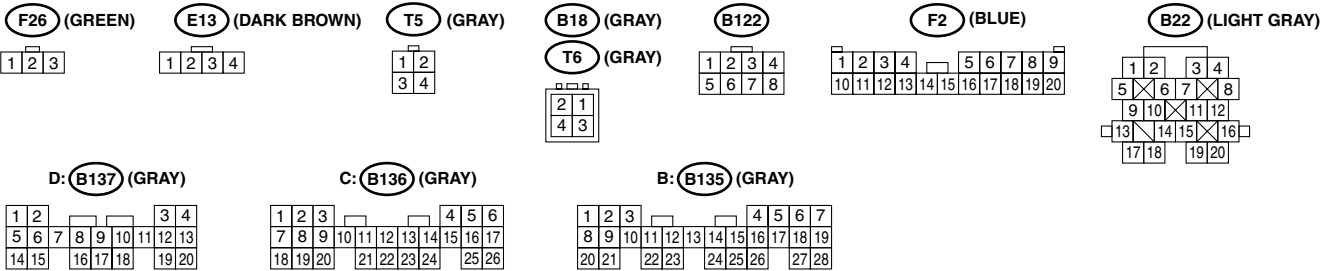 F26 (GREEN) E13 (DARK BROWN) T5 (GRAY) B18 (GRAY) B122 F2 (BLUE) B22 (LIGHT GRAY)
T6 (GRAY)
1 2 3
1 2 3 4
1 2
3 4
2 1
4 3
1 2 3 4
5 6 7 8
1 2 3 4 5 6 7 8 9
10 11 12 13 14 15 16 17 18 19 20
1 2 3 4
5 6 7 8
9 10 11 12
13 14 15 16
17 18 19 20
D: B137 (GRAY) C: B136 (GRAY) B: B135 (GRAY)
1 2 3 4
5 6 7 8 9 10 11 12 13
14 15 16 17 18 19 20
1 2 3 4 5 6
7 8 9 10 11 12 13 14 15 16 17
18 19 20 21 22 23 24 25 26
1 2 3 4 5 6 7
8 9 10 11 12 13 14 15 16 17 18 19
20 21 22 23 24 25 26 27 28